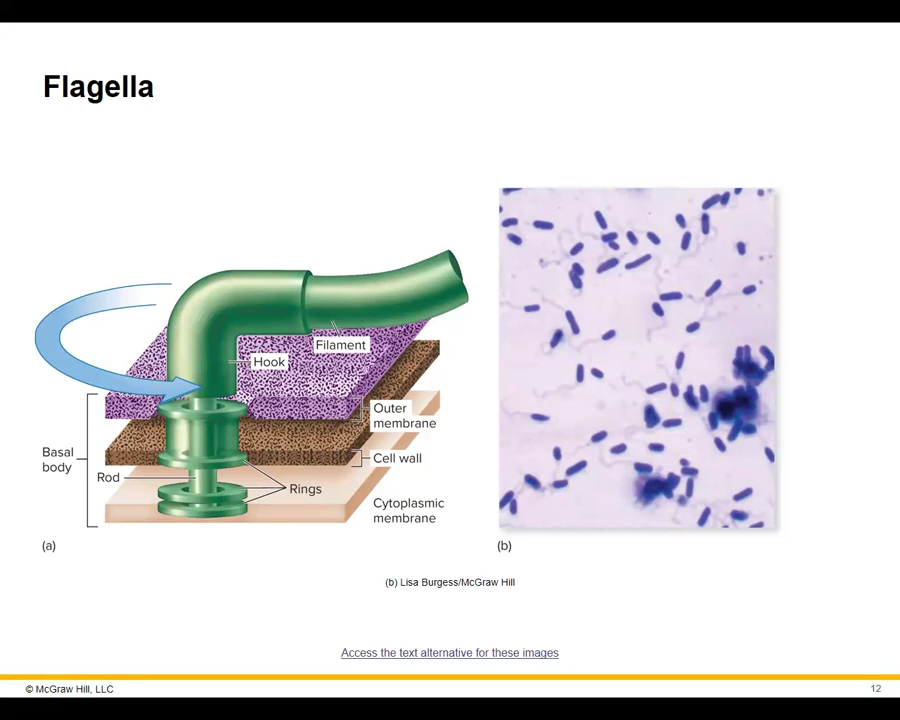 Flagella
Filament
Hook
Outer
membrane
Basal
body
Cell wall
Rod
Rings
Cytoplasmic
membrane
(a)
(b)
(b) Lisa Burgess/McGraw Hill
Access the text alternative for these images
© McGraw Hill, LLC
12